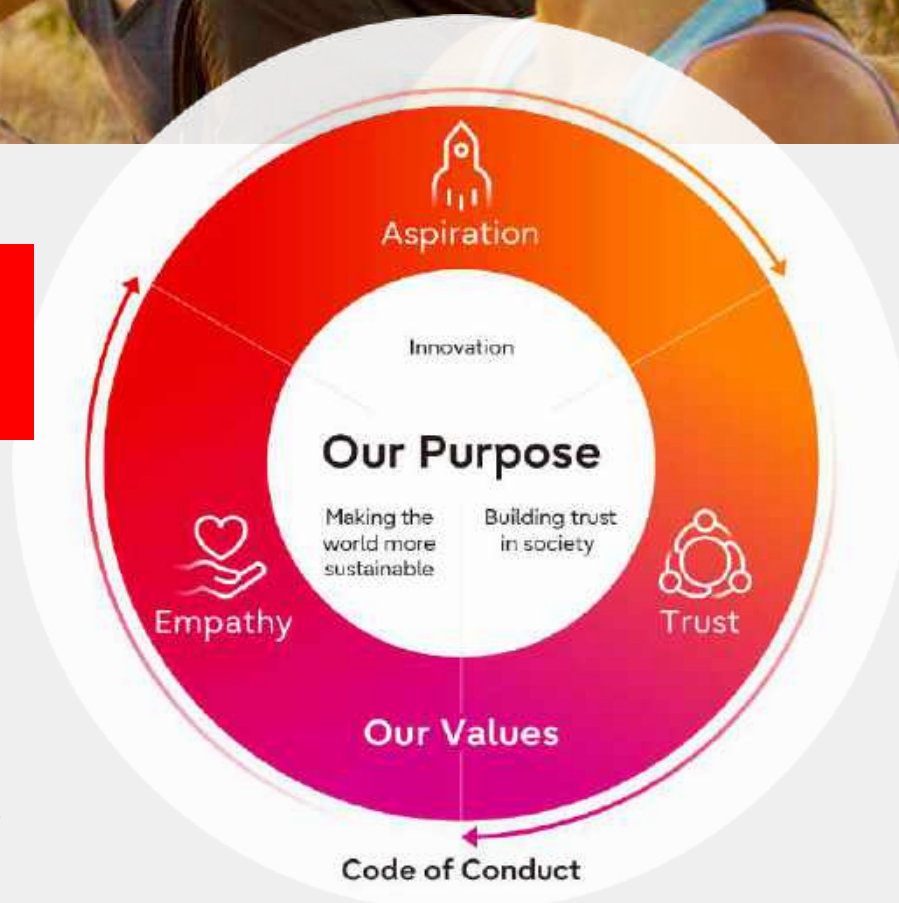 Aspiration
Innovation
Our Purpose
Making the
world more
sustainable
Building trust
in society
Empathy
Trust
Our Values
Code of Conduct